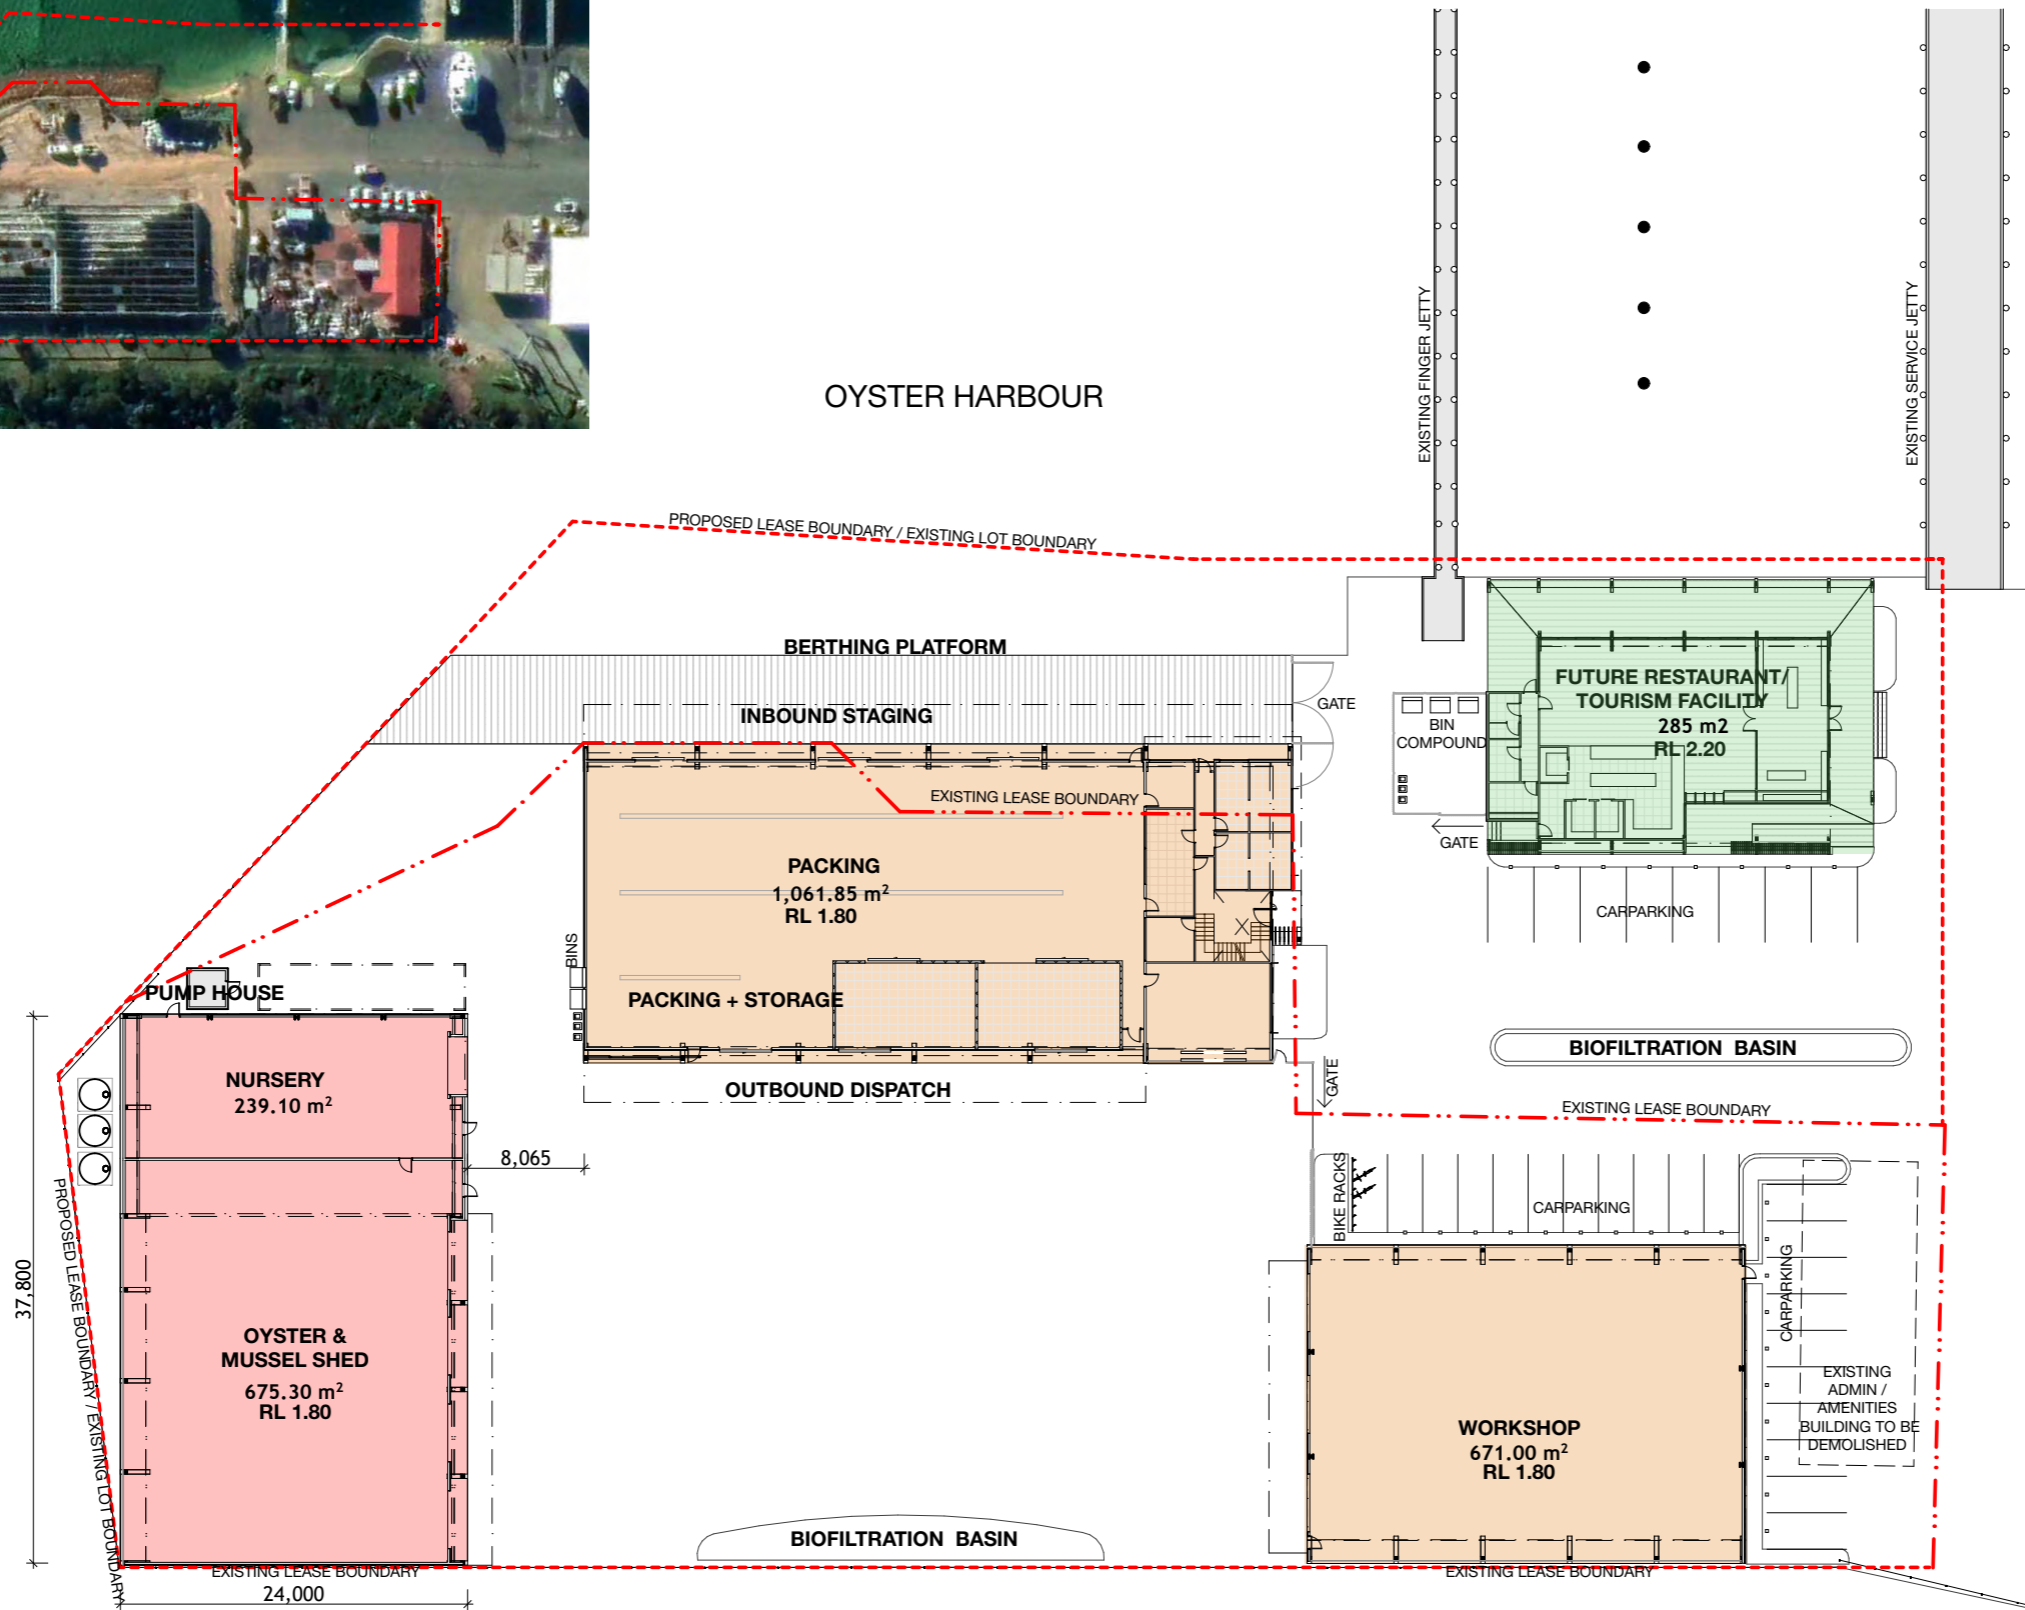 OYSTER HARBOUR
EXISTING FINGER JETTY
EXISTING SERVICE JETTY
PROPOSED LEASE BOUNDARY / EXISTING LOT BOUNDARY
BERTHING PLATFORM
INBOUND STAGING
GATE
BIN
COMPOUND
GATE
FUTURE RESTAURANT/
TOURISM FACILITY
285 m2
RL 2.20
CARPARKING
EXISTING LEASE BOUNDARY
PACKING
1,061.85 m²
RL 1.80
BINS
PACKING + STORAGE
OUTBOUND DISPATCH
GATE
BIOFILTRATION BASIN
EXISTING LEASE BOUNDARY
PUMP HOUSE
NURSERY
239.10 m²
8,065
37,800
PROPOSED LEASE BOUNDARY / EXISTING LOT BOUNDARY
OYSTER &
MUSSEL SHED
675.30 m²
RL 1.80
BIKE RACKS
CARPARKING
CARPARKING
EXISTING
ADMIN /
AMENITIES
BUILDING TO BE
DEMOLISHED
WORKSHOP
671.00 m²
RL 1.80
BIOFILTRATION BASIN
EXISTING LEASE BOUNDARY
EXISTING LEASE BOUNDARY
24,000